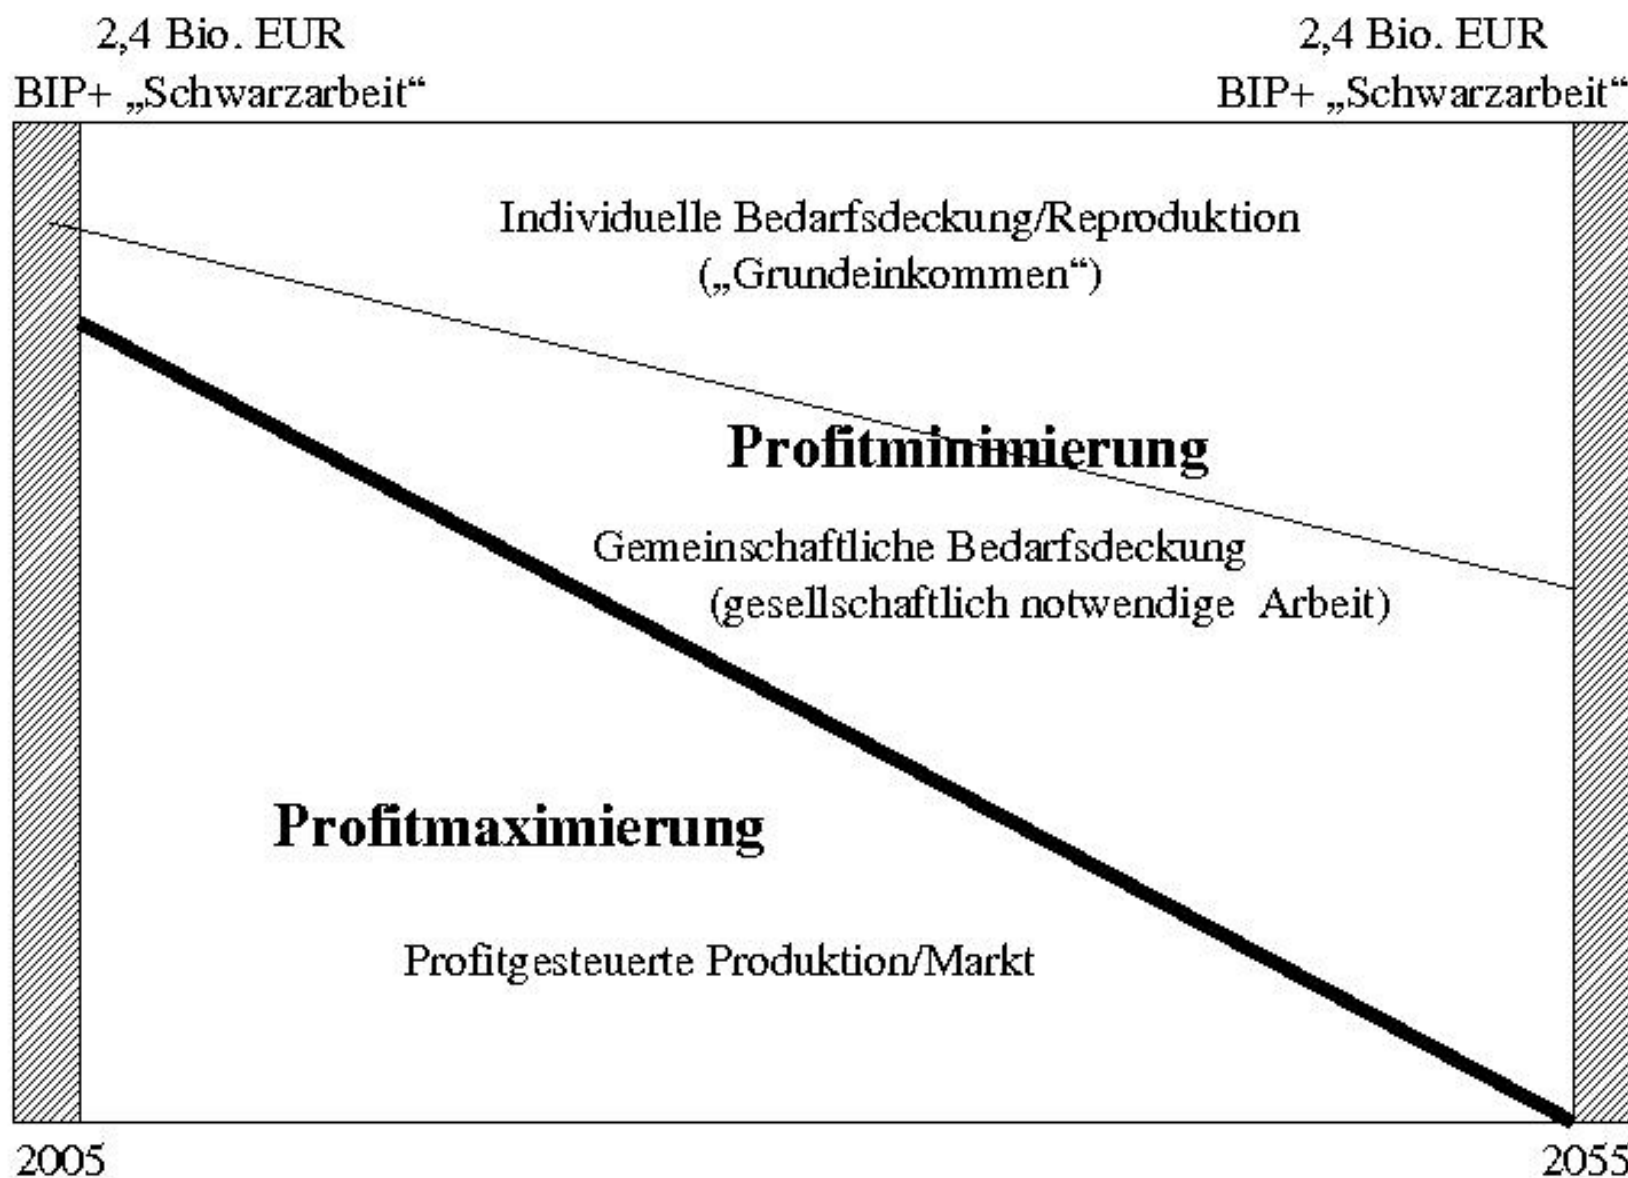 2,4 Bio. EUR
BIP+ „Schwarzarbeit“
2,4 Bio. EUR
BIP+ „Schwarzarbeit“
Individuelle Bedarfsdeckung/Reproduktion
(„Grundeinkommen“)
Profitminimierung
Gemeinschaftliche Bedarfsdeckung
(gesellschaftlich notwendige Arbeit)
Profitmaximierung
Profitgesteuerte Produktion/Markt
2005
2055